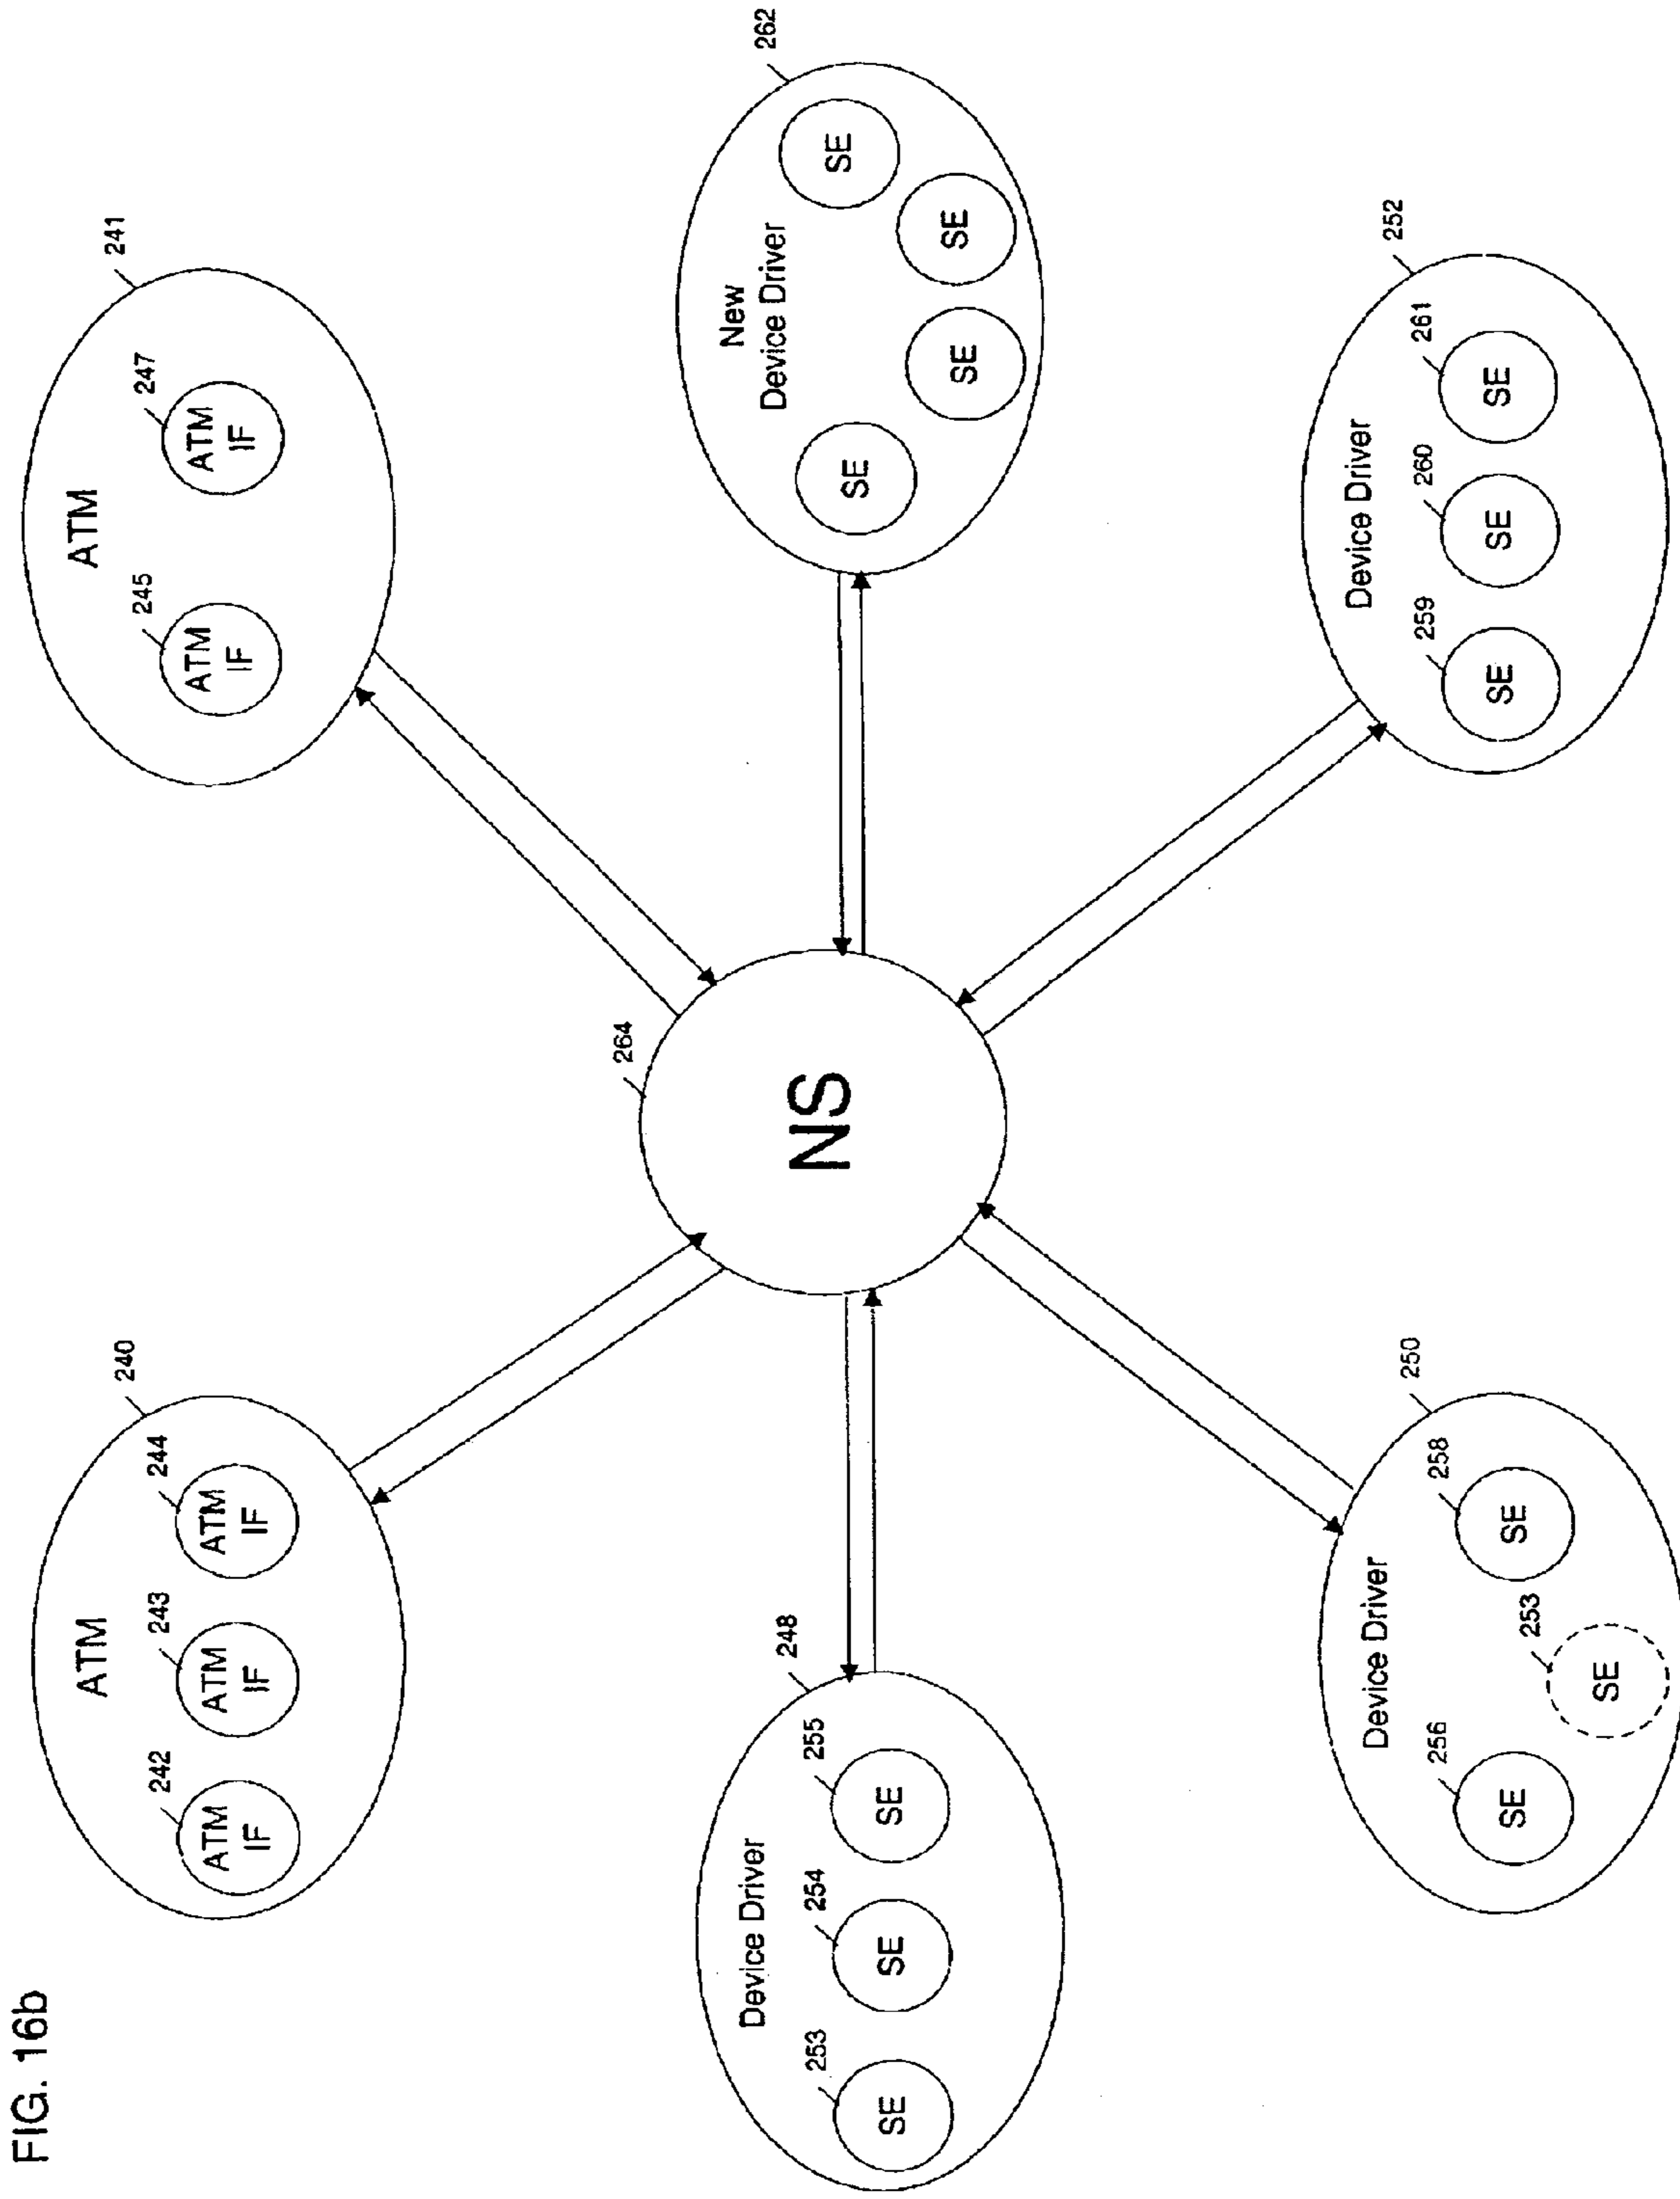 FIG. 16b
240
ATM
242
ATM
IF
243
ATM
IF
244
ATM
IF
241
ATM
245
ATM
IF
247
ATM
IF
264
NS
248
Device Driver
253
SE
254
SE
255
SE
262
New
Device Driver
SE
SE
SE
SE
250
Device Driver
256
SE
253
SE
258
SE
252
Device Driver
259
SE
260
SE
261
SE